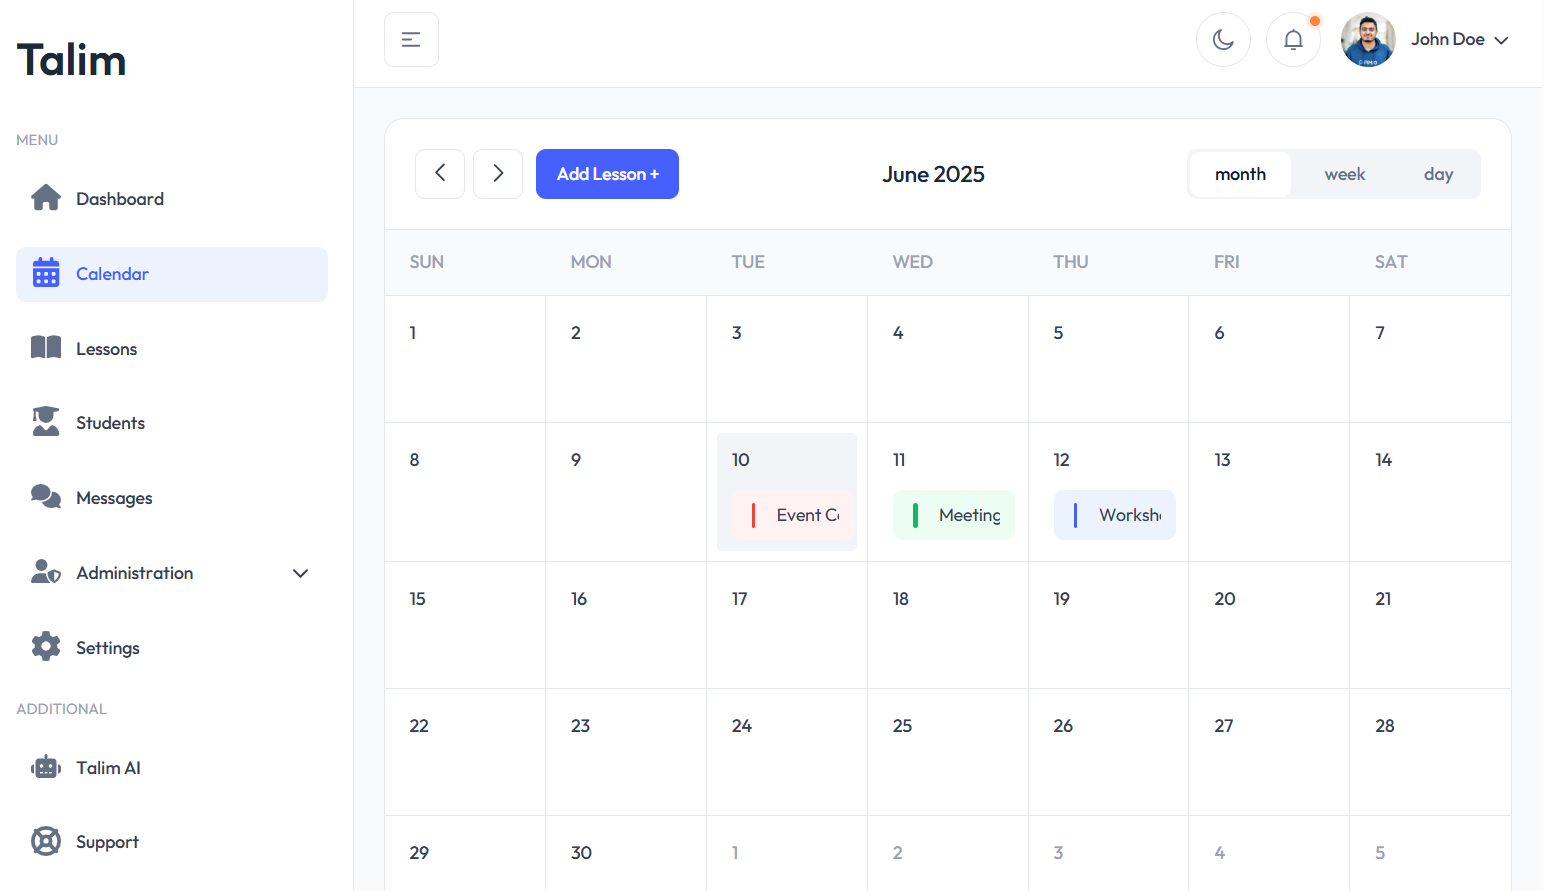 Talim
John Doe
MENU
Dashboard
Calendar
Lessons
Students
Messages
Administration
Settings
ADDITIONAL
Talim AI
Support
Add Lesson +
June 2025
month week day
SUN MON TUE WED THU FRI SAT
1 2 3 4 5 6 7
8 9 10 11 12 13 14
Event Meeting
15 16 17 18 19 20 21
22 23 24 25 26 27 28
29 30 1 2 3 4 5